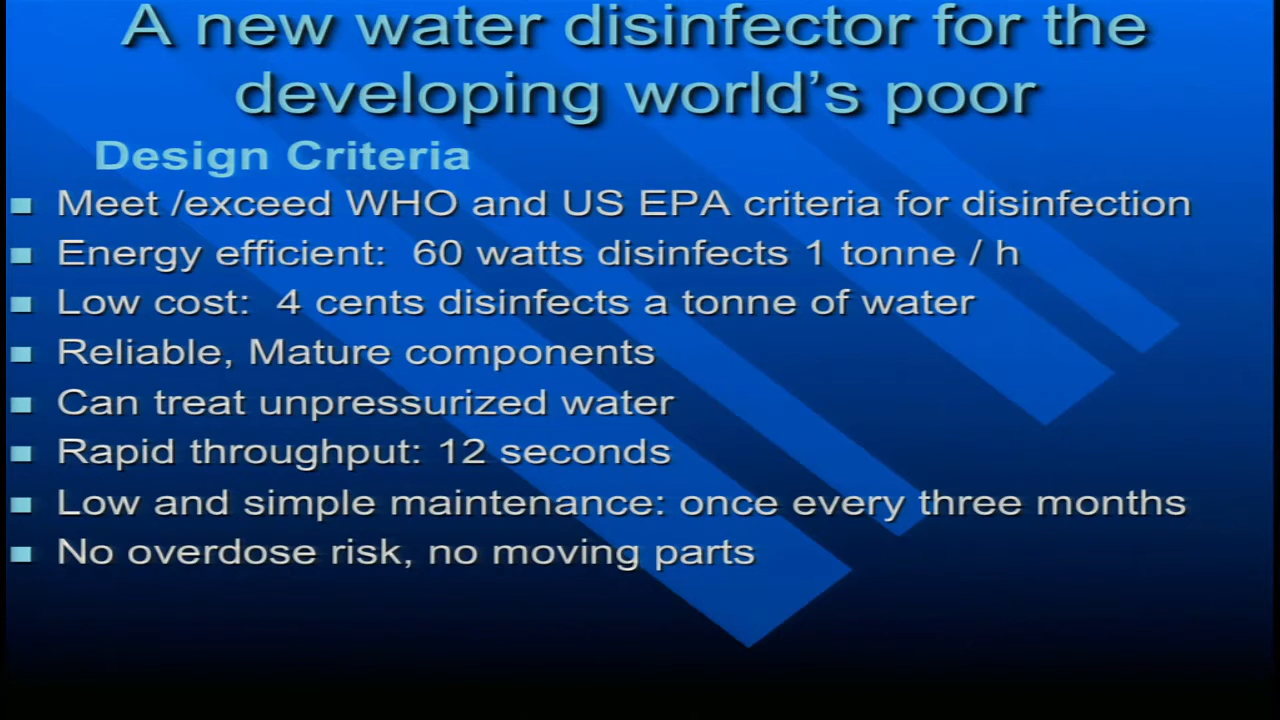 A new water disinfector for the
developing world's poor
Design Criteria
Meet /exceed WHO and US EPA criteria for disinfection
Energy efficient: 60 watts disinfects 1 tonne / h
Low cost: 4 cents disinfects a tonne of water
Reliable, Mature components
Can treat unpressurized water
Rapid throughput: 12 seconds
Low and simple maintenance: once every three months
No overdose risk, no moving parts